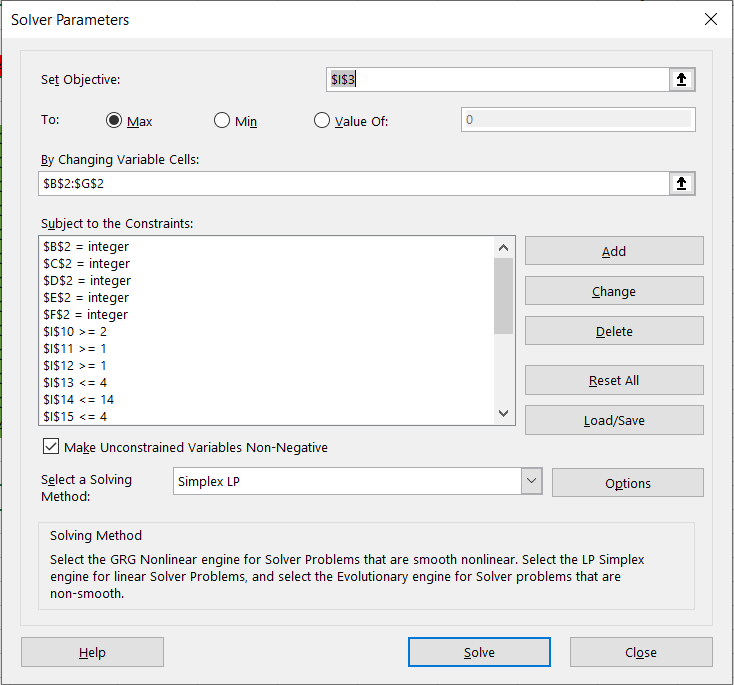 Solver Parameters
Set Objective:
$I$3
To:
Max
Min
Value Of:
0
By Changing Variable Cells:
$B$2:$G$2
Subject to the Constraints:
$B$2 = integer
$C$2 = integer
$D$2 = integer
$E$2 = integer
$F$2 = integer
$I$10 >= 2
$I$11 >= 1
$I$12 >= 1
$I$13 <= 4
$I$14 <= 14
$I$15 <= 4
Add
Change
Delete
Reset All
Load/Save
Make Unconstrained Variables Non-Negative
Select a Solving
Method:
Simplex LP
Options
Solving Method
Select the GRG Nonlinear engine for Solver Problems that are smooth nonlinear. Select the LP Simplex
engine for linear Solver Problems, and select the Evolutionary engine for Solver problems that are
non-smooth.
Help
Solve
Close